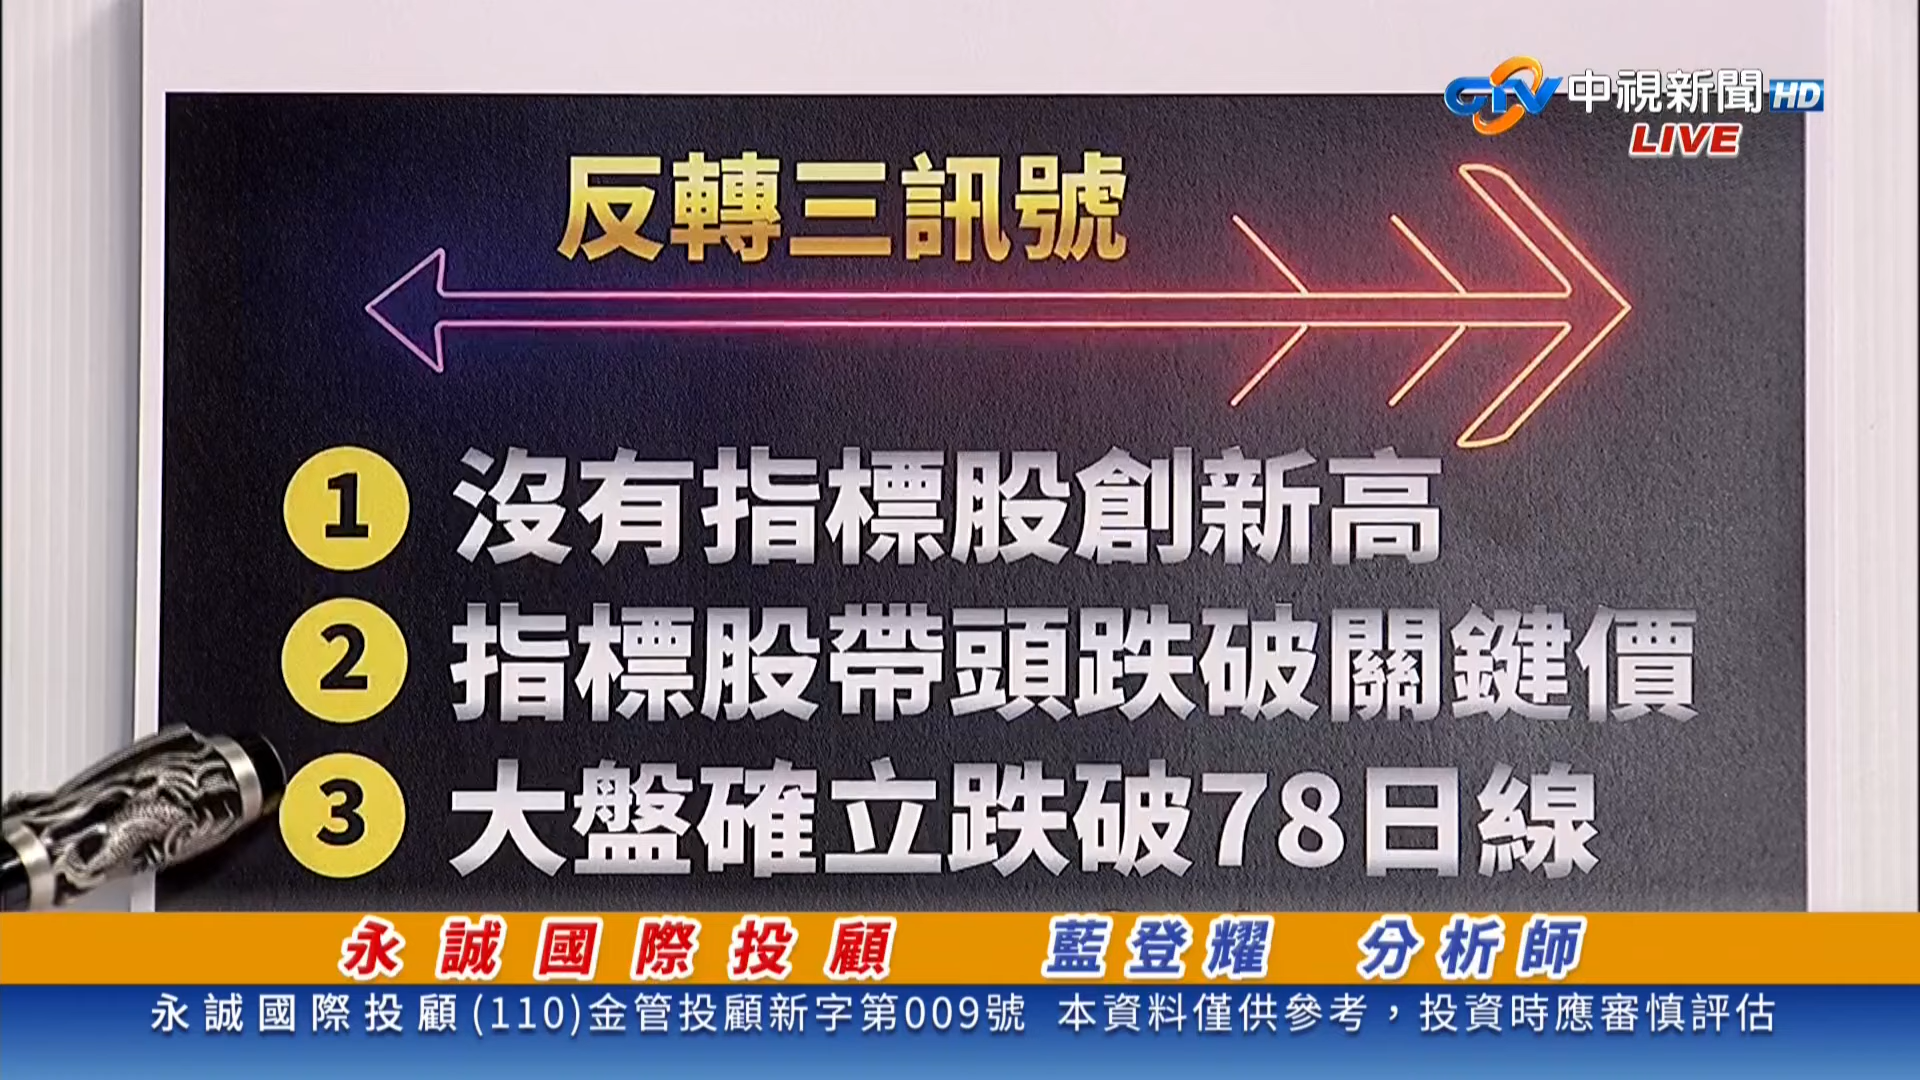 CTV 中視新聞 HD
LIVE
反轉三訊號
1 沒有指標股創新高
2 指標股帶頭跌破關鍵價
3 大盤確立跌破78日線
永誠國際投顧 藍登耀 分析師
永誠國際投顧(110)金管投顧新字第009號 本資料僅供參考，投資時應審慎評估